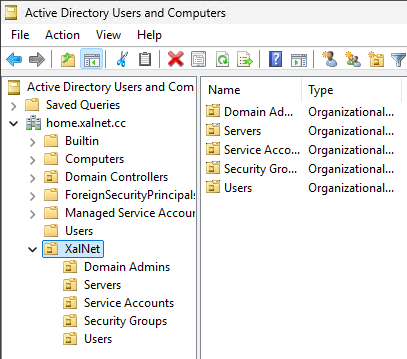 Active Directory Users and Computers
File Action View Help
Active Directory Users and Com
Saved Queries
home.xalnet.cc
Builtin
Computers
Domain Controllers
ForeignSecurityPrincipals
Managed Service Accour
Users
XalNet
Domain Admins
Servers
Service Accounts
Security Groups
Users
Name Type
Domain Ad... Organizational...
Servers Organizational...
Service Acco... Organizational...
Security Gro... Organizational...
Users Organizational...